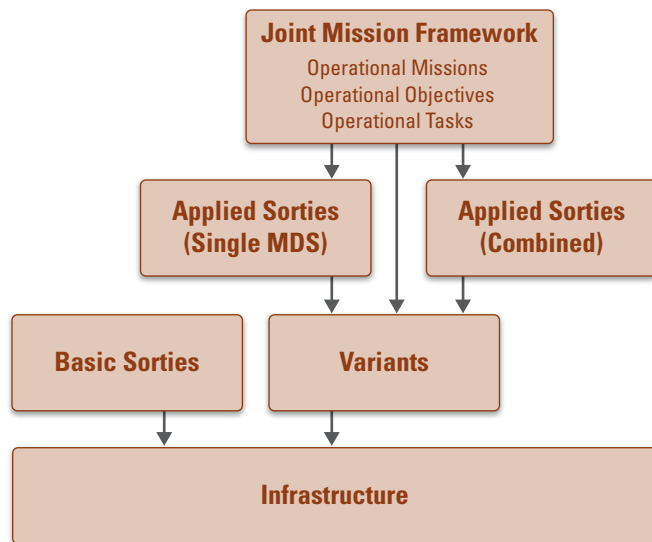 Joint Mission Framework
Operational Missions
Operational Objectives
Operational Tasks
Applied Sorties
(Single MDS)
Applied Sorties
(Combined)
Basic Sorties
Variants
Infrastructure